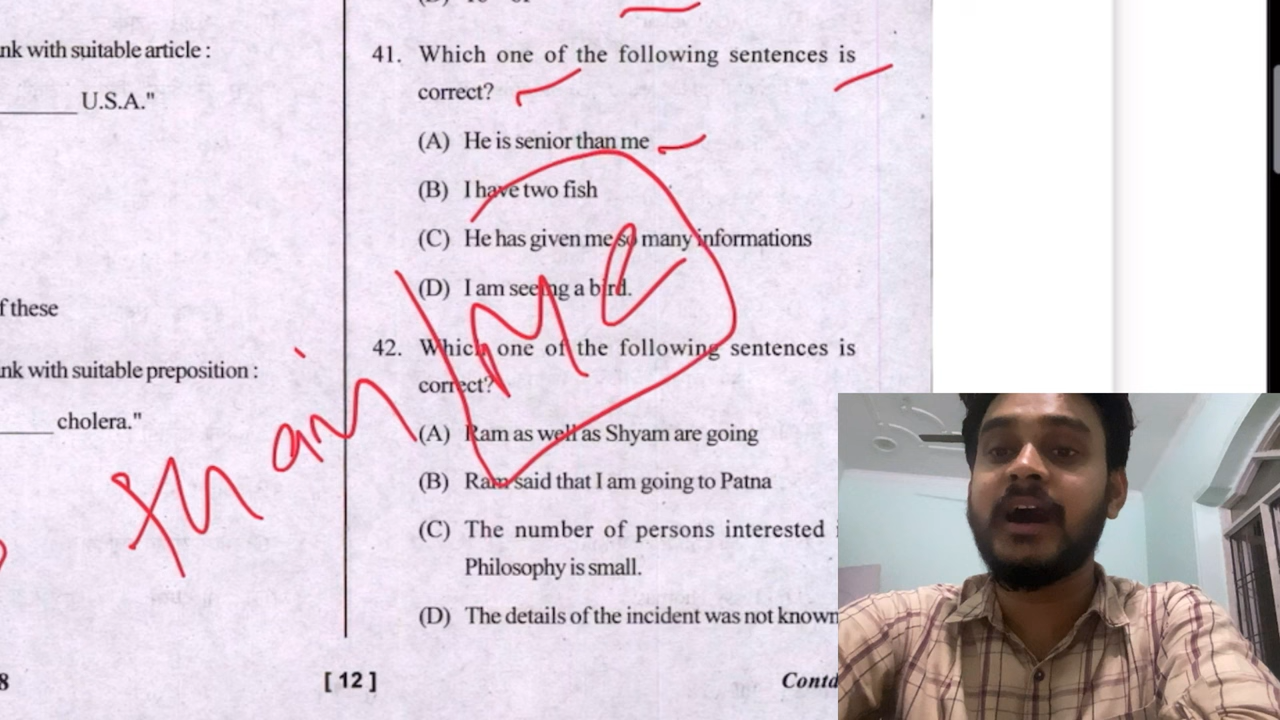 nk with suitable article :
________ U.S.A."
f these
nk with suitable preposition :
_____ cholera."
8
41. Which one of the following sentences is
correct?
(A) He is senior than me
(B) I have two fish
(C) He has given me so many informations
(D) I am seeing a bird.
42. Which one of the following sentences is
correct?
(A) Ram as well as Shyam are going
(B) Ram said that I am going to Patna
(C) The number of persons interested
Philosophy is small.
(D) The details of the incident was not known
than / Me
[ 12 ]
Contd